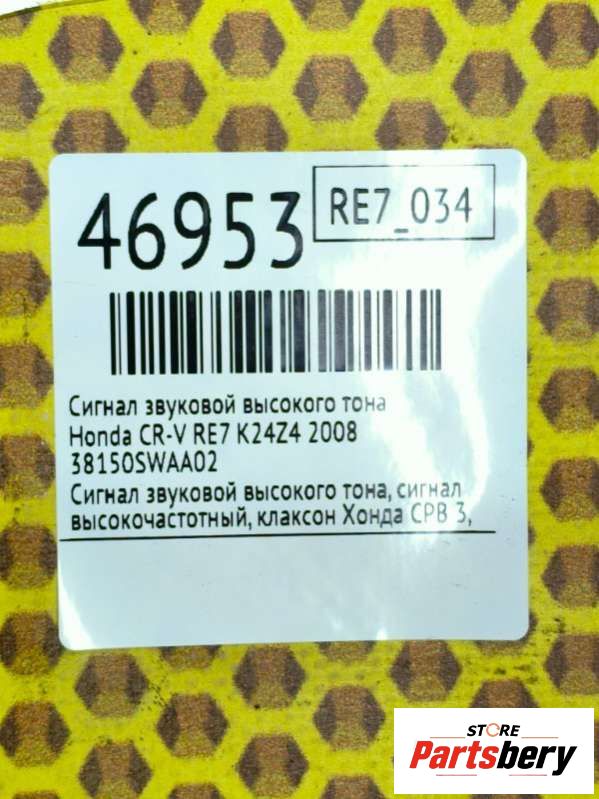 46953
RE7_034
Сигнал звуковой высокого тона
Honda CR-V RE7 K24Z4 2008
38150SWAA02
Сигнал звуковой высокого тона, сигнал
высокочастотный, клаксон Хонда СРВ 3,
STORE
Partsbery